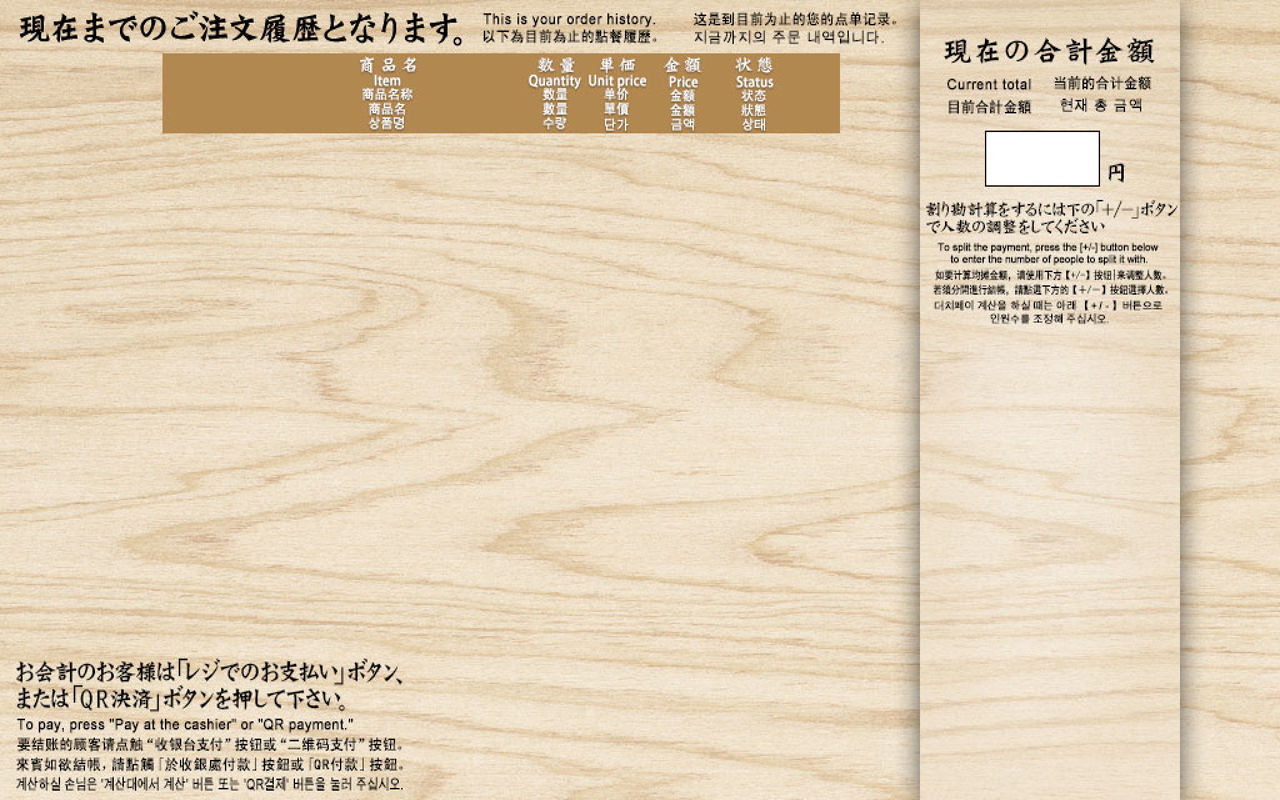 現在までのご注文履歴となります。
This is your order history.
以下為目前為止的點餐履歷。
这是到目前为止的您的点单记录。
지금까지의 주문 내역입니다.
商品名 数量 単価 金額 状態
Item Quantity Unit price Price Status
商品名称 数量 单价 金额 状态
商品名 數量 單價 金額 狀態
상품명 수량 단가 금액 상태
現在の合計金額
Current total 当前的合计金额
目前合計金額 현재 총 금액
円
割り勘計算をするには下の「+/−」ボタン
で人数の調整をしてください
To split the payment, press the [+/-] button below
to enter the number of people to split it with.
如要计算均摊金额，请使用下方【+/−】按钮来调整人数。
若須分開進行結帳，請點選下方的【+/−】按鈕選擇人數。
더치페이 계산을 하실 때는 아래 【+/-】 버튼으로
인원수를 조정해 주십시오.
お会計のお客様は「レジでのお支払い」ボタン、
または「QR決済」ボタンを押して下さい。
To pay, press "Pay at the cashier" or "QR payment."
要结账的顾客请点触“收银台支付”按钮或“二维码支付”按钮。
來賓如欲結帳，請點觸「於收銀處付款」按鈕或「QR付款」按鈕。
계산하실 손님은 '계산대에서 계산' 버튼 또는 'QR결제' 버튼을 눌러 주십시오.